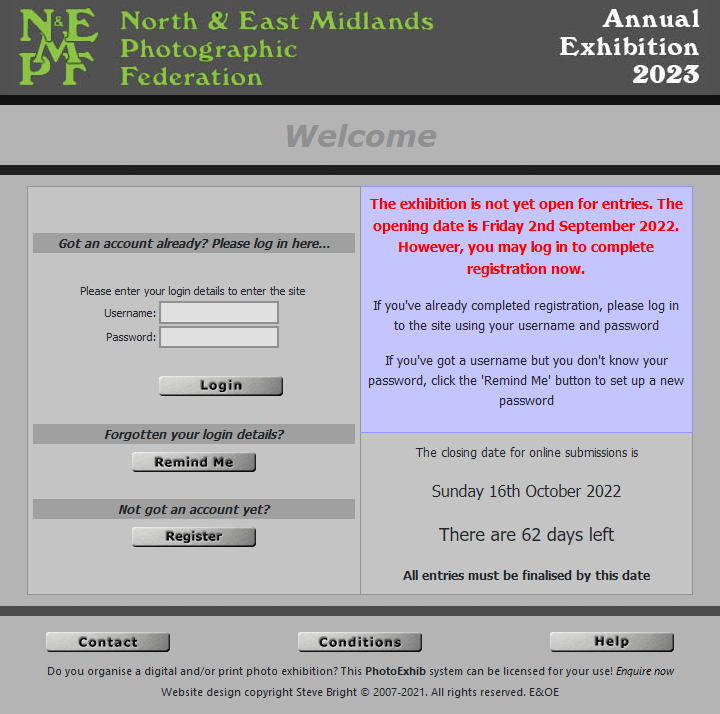 N&E
MPF
North & East Midlands
Photographic
Federation
Annual
Exhibition
2023
Welcome
Got an account already? Please log in here...
Please enter your login details to enter the site
Username:
Password:
Login
Forgotten your login details?
Remind Me
Not got an account yet?
Register
The exhibition is not yet open for entries. The
opening date is Friday 2nd September 2022.
However, you may log in to complete
registration now.
If you've already completed registration, please log in
to the site using your username and password
If you've got a username but you don't know your
password, click the 'Remind Me' button to set up a new
password
The closing date for online submissions is
Sunday 16th October 2022
There are 62 days left
All entries must be finalised by this date
Contact
Conditions
Help
Do you organise a digital and/or print photo exhibition? This PhotoExhib system can be licensed for your use! Enquire now
Website design copyright Steve Bright © 2007-2021. All rights reserved. E&OE